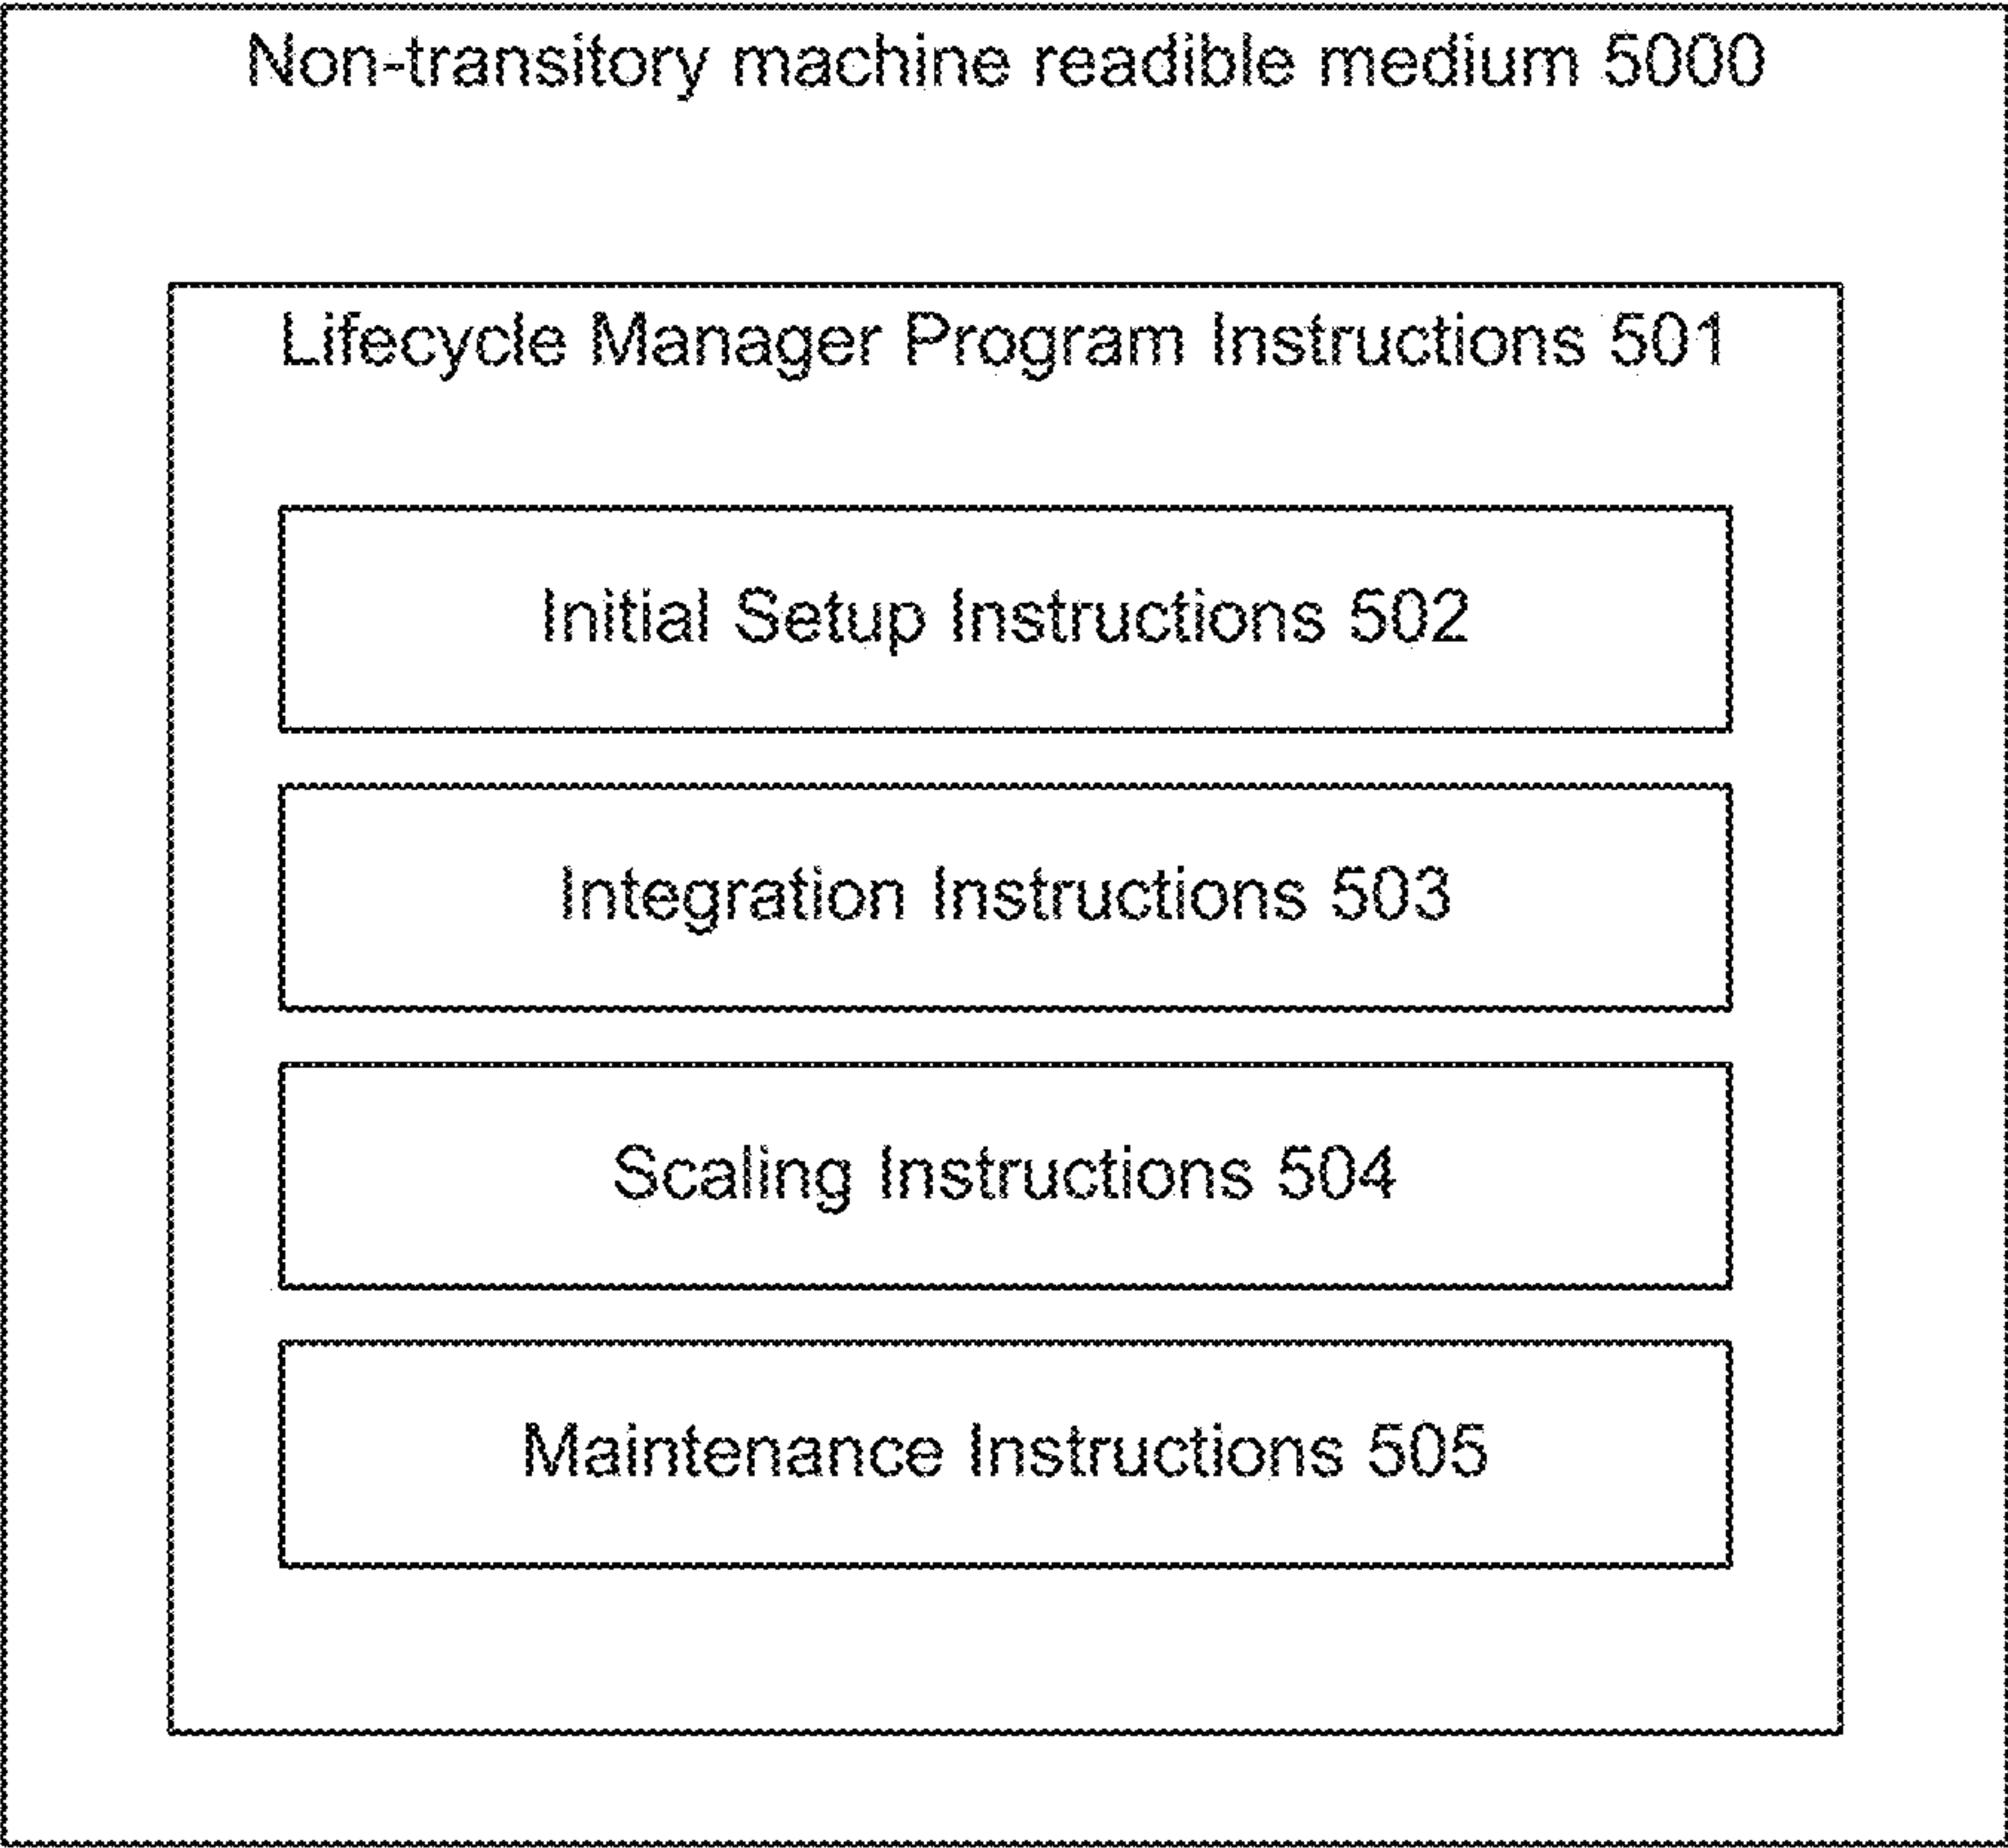 Non-transitory machine readible medium 5000
Lifecycle Manager Program Instructions 501
Initial Setup Instructions 502
Integration Instructions 503
Scaling Instructions 504
Maintenance Instructions 505